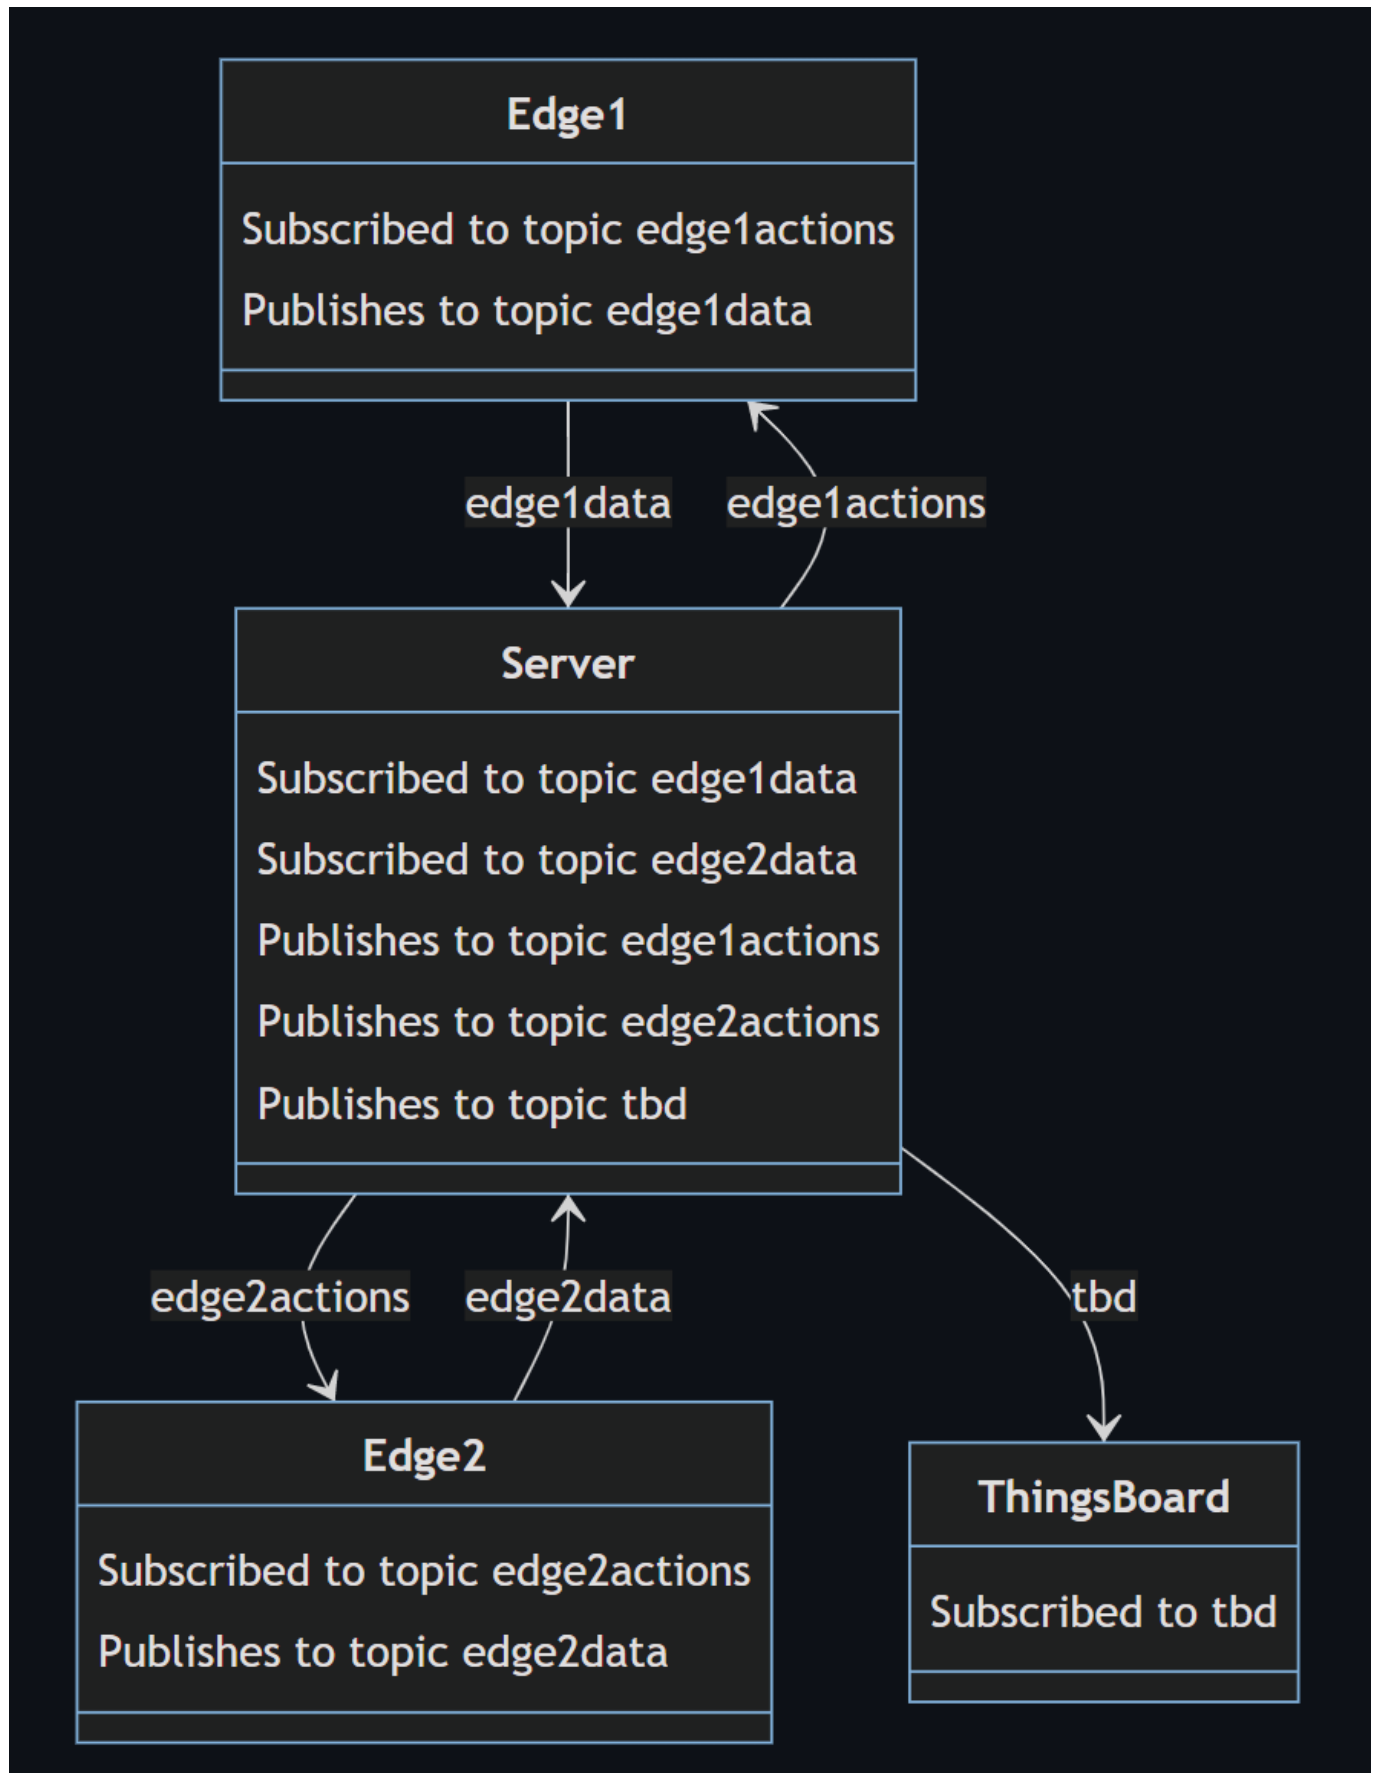 Edge1
Subscribed to topic edge1actions
Publishes to topic edge1data
edge1data
edge1actions
Server
Subscribed to topic edge1data
Subscribed to topic edge2data
Publishes to topic edge1actions
Publishes to topic edge2actions
Publishes to topic tbd
edge2actions
edge2data
tbd
Edge2
Subscribed to topic edge2actions
Publishes to topic edge2data
ThingsBoard
Subscribed to tbd